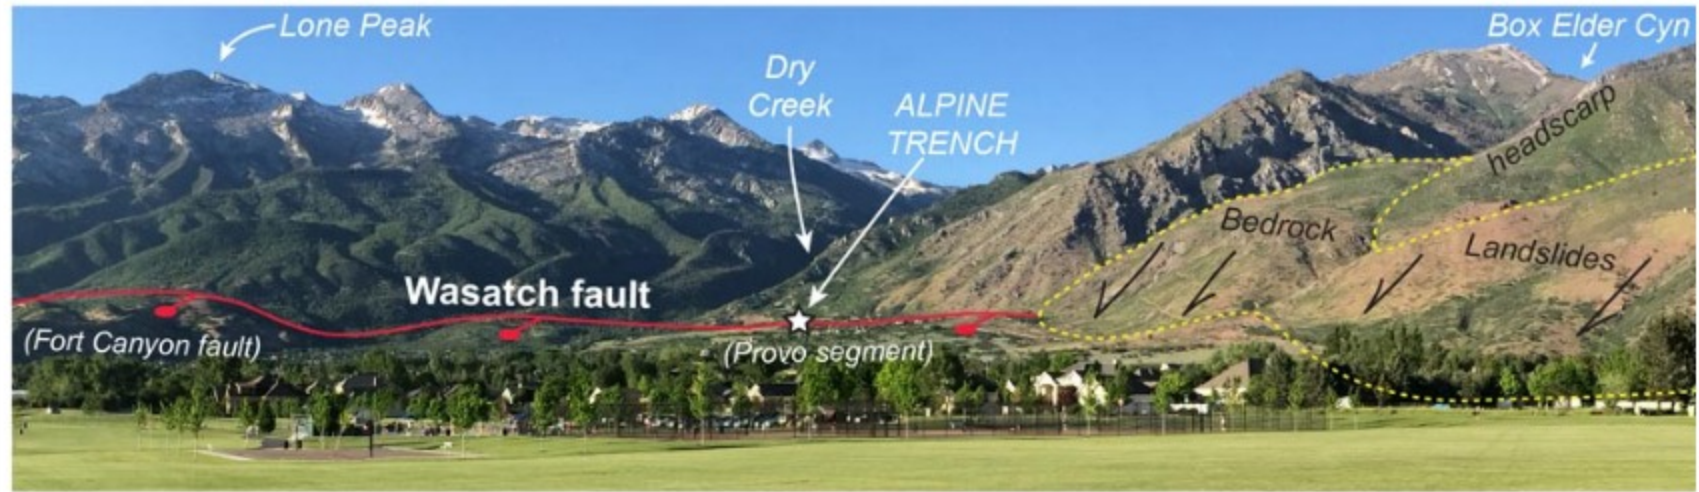 Lone Peak
Box Elder Cyn
Dry
Creek
ALPINE
TRENCH
headscarp
Bedrock
Landslides
Wasatch fault
(Fort Canyon fault)
(Provo segment)